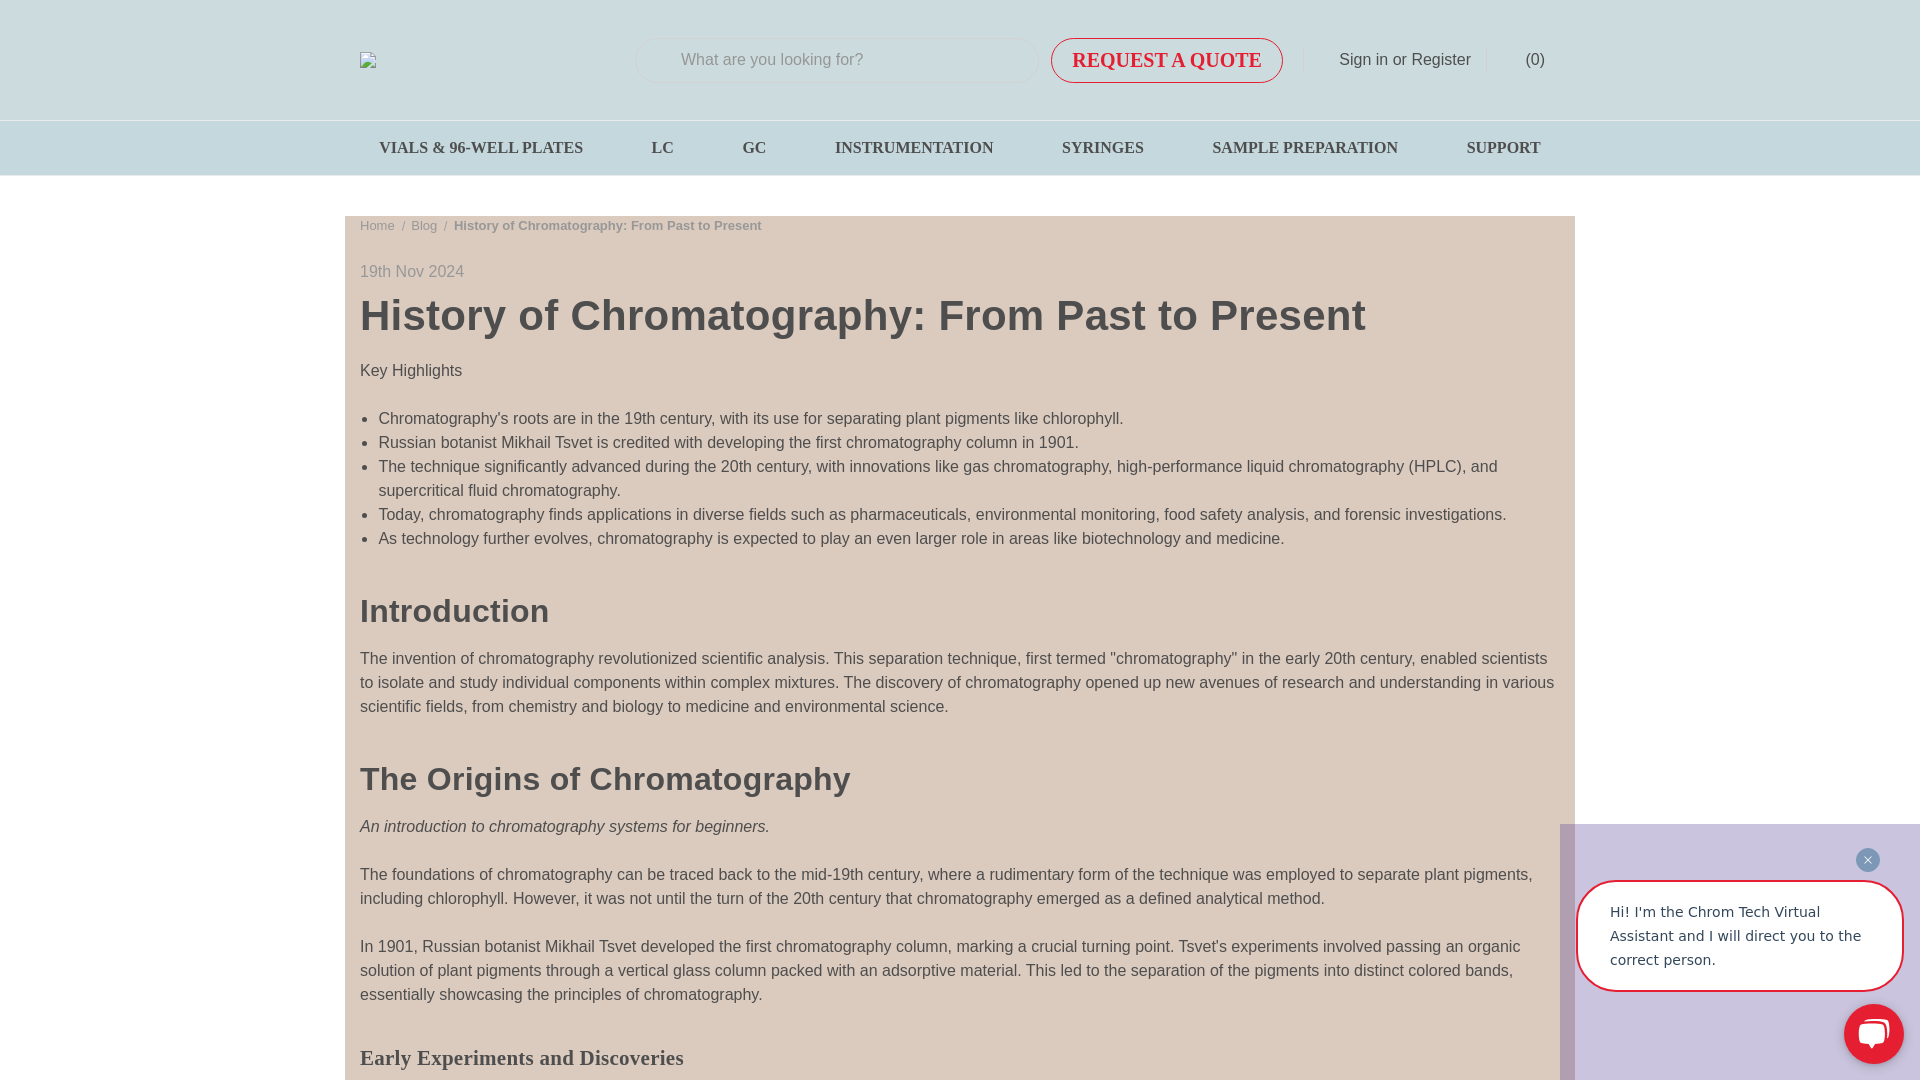 What are you looking for?
REQUEST A QUOTE
Sign in or Register
(0)
VIALS & 96-WELL PLATES LC GC INSTRUMENTATION SYRINGES SAMPLE PREPARATION SUPPORT
Home / Blog / History of Chromatography: From Past to Present
19th Nov 2024
History of Chromatography: From Past to Present
Key Highlights
• Chromatography's roots are in the 19th century, with its use for separating plant pigments like chlorophyll.
• Russian botanist Mikhail Tsvet is credited with developing the first chromatography column in 1901.
• The technique significantly advanced during the 20th century, with innovations like gas chromatography, high-performance liquid chromatography (HPLC), and
supercritical fluid chromatography.
• Today, chromatography finds applications in diverse fields such as pharmaceuticals, environmental monitoring, food safety analysis, and forensic investigations.
• As technology further evolves, chromatography is expected to play an even larger role in areas like biotechnology and medicine.
Introduction
The invention of chromatography revolutionized scientific analysis. This separation technique, first termed "chromatography" in the early 20th century, enabled scientists
to isolate and study individual components within complex mixtures. The discovery of chromatography opened up new avenues of research and understanding in various
scientific fields, from chemistry and biology to medicine and environmental science.
The Origins of Chromatography
An introduction to chromatography systems for beginners.
The foundations of chromatography can be traced back to the mid-19th century, where a rudimentary form of the technique was employed to separate plant pigments,
including chlorophyll. However, it was not until the turn of the 20th century that chromatography emerged as a defined analytical method.
In 1901, Russian botanist Mikhail Tsvet developed the first chromatography column, marking a crucial turning point. Tsvet's experiments involved passing an organic
solution of plant pigments through a vertical glass column packed with an adsorptive material. This led to the separation of the pigments into distinct colored bands,
essentially showcasing the principles of chromatography.
Early Experiments and Discoveries
Hi! I'm the Chrom Tech Virtual
Assistant and I will direct you to the
correct person.